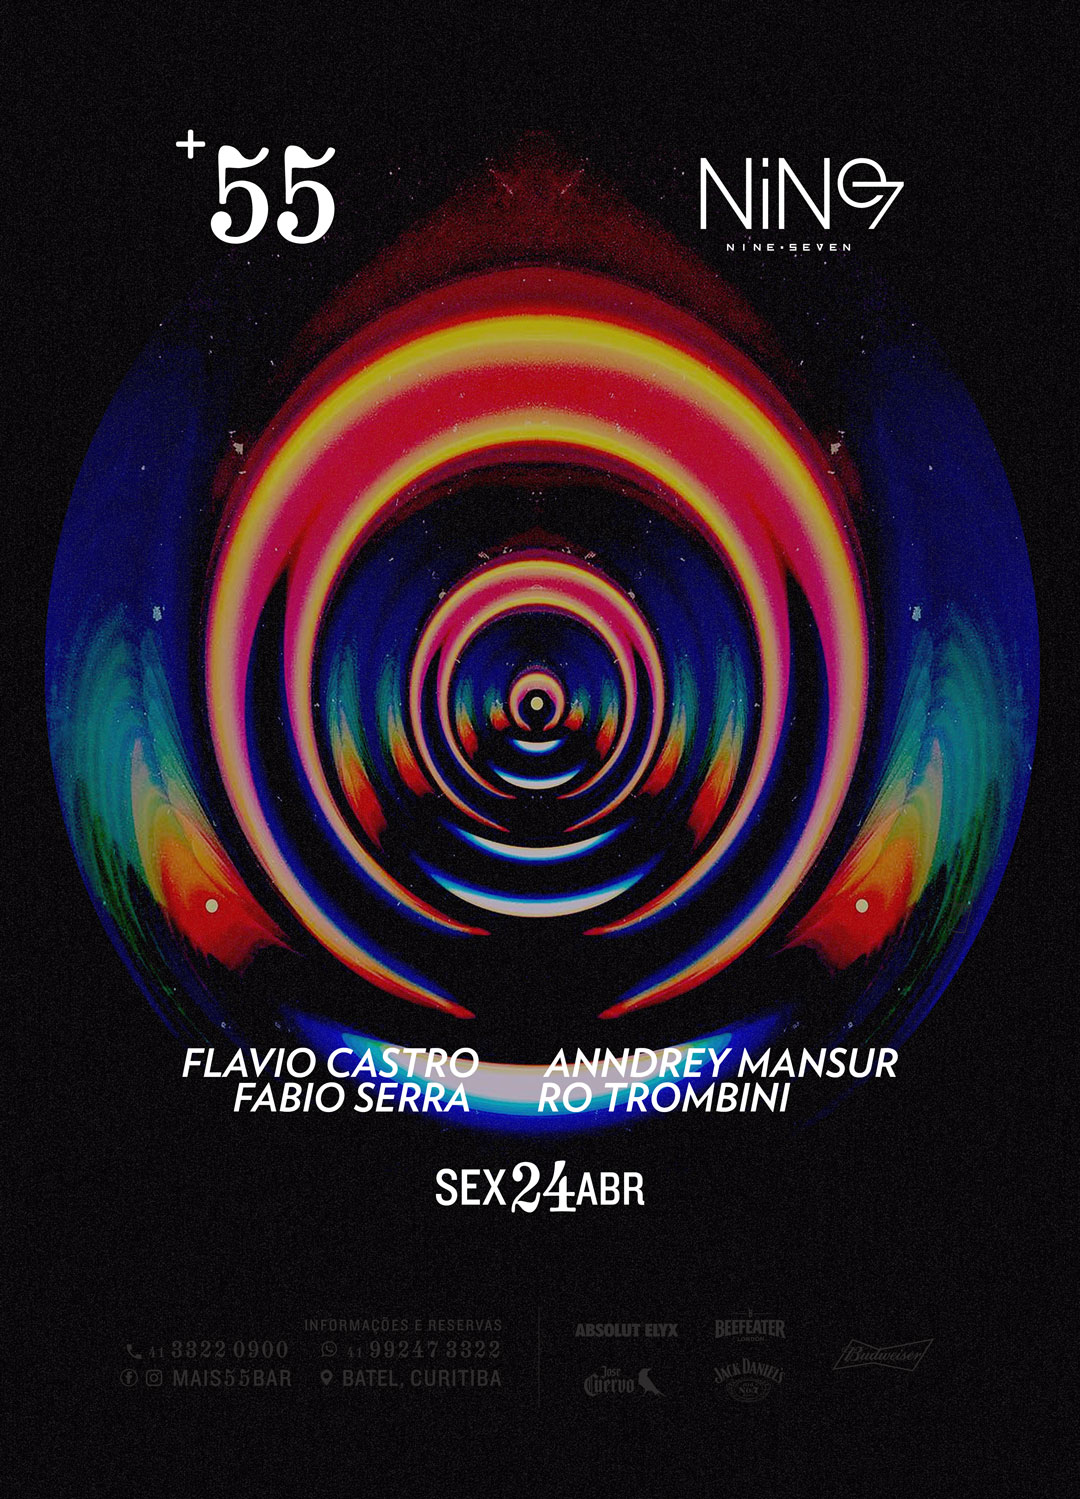 +55
NiN97
NINE·SEVEN
FLAVIO CASTRO
FABIO SERRA
ANNDREY MANSUR
RO TROMBINI
SEX24ABR
INFORMAÇÕES E RESERVAS
41 3322 0900
41 99247 3322
MAIS55BAR
BATEL, CURITIBA
ABSOLUT ELYX
BEEFEATER
LONDON
Jose
Cuervo
JACK DANIEL'S
Budweiser